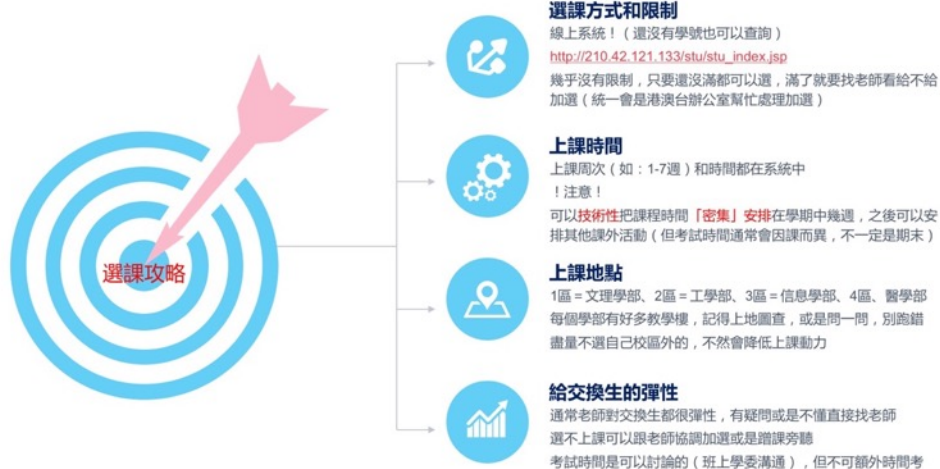 選課攻略
選課方式和限制
線上系統！（還沒有學號也可以查詢）
http://210.42.121.133/stu/stu_index.jsp
幾乎沒有限制，只要還沒滿都可以選，滿了就要找老師看給不給
加選（統一會是港澳台辦公室幫忙處理加選）
上課時間
上課周次（如：1-7週）和時間都在系統中
！注意！
可以技術性把課程時間「密集」安排在學期中幾週，之後可以安
排其他課外活動（但考試時間通常會因課而異，不一定是期末）
上課地點
1區＝文理學部、2區＝工學部、3區＝信息學部、4區、醫學部
每個學部有好多教學樓，記得上地圖查，或是問一問，別跑錯
盡量不選自己校區外的，不然會降低上課動力
給交換生的彈性
通常老師對交換生都很彈性，有疑問或是不懂直接找老師
選不上課可以跟老師協調加選或是蹭課旁聽
考試時間是可以討論的（班上學委溝通），但不可額外時間考